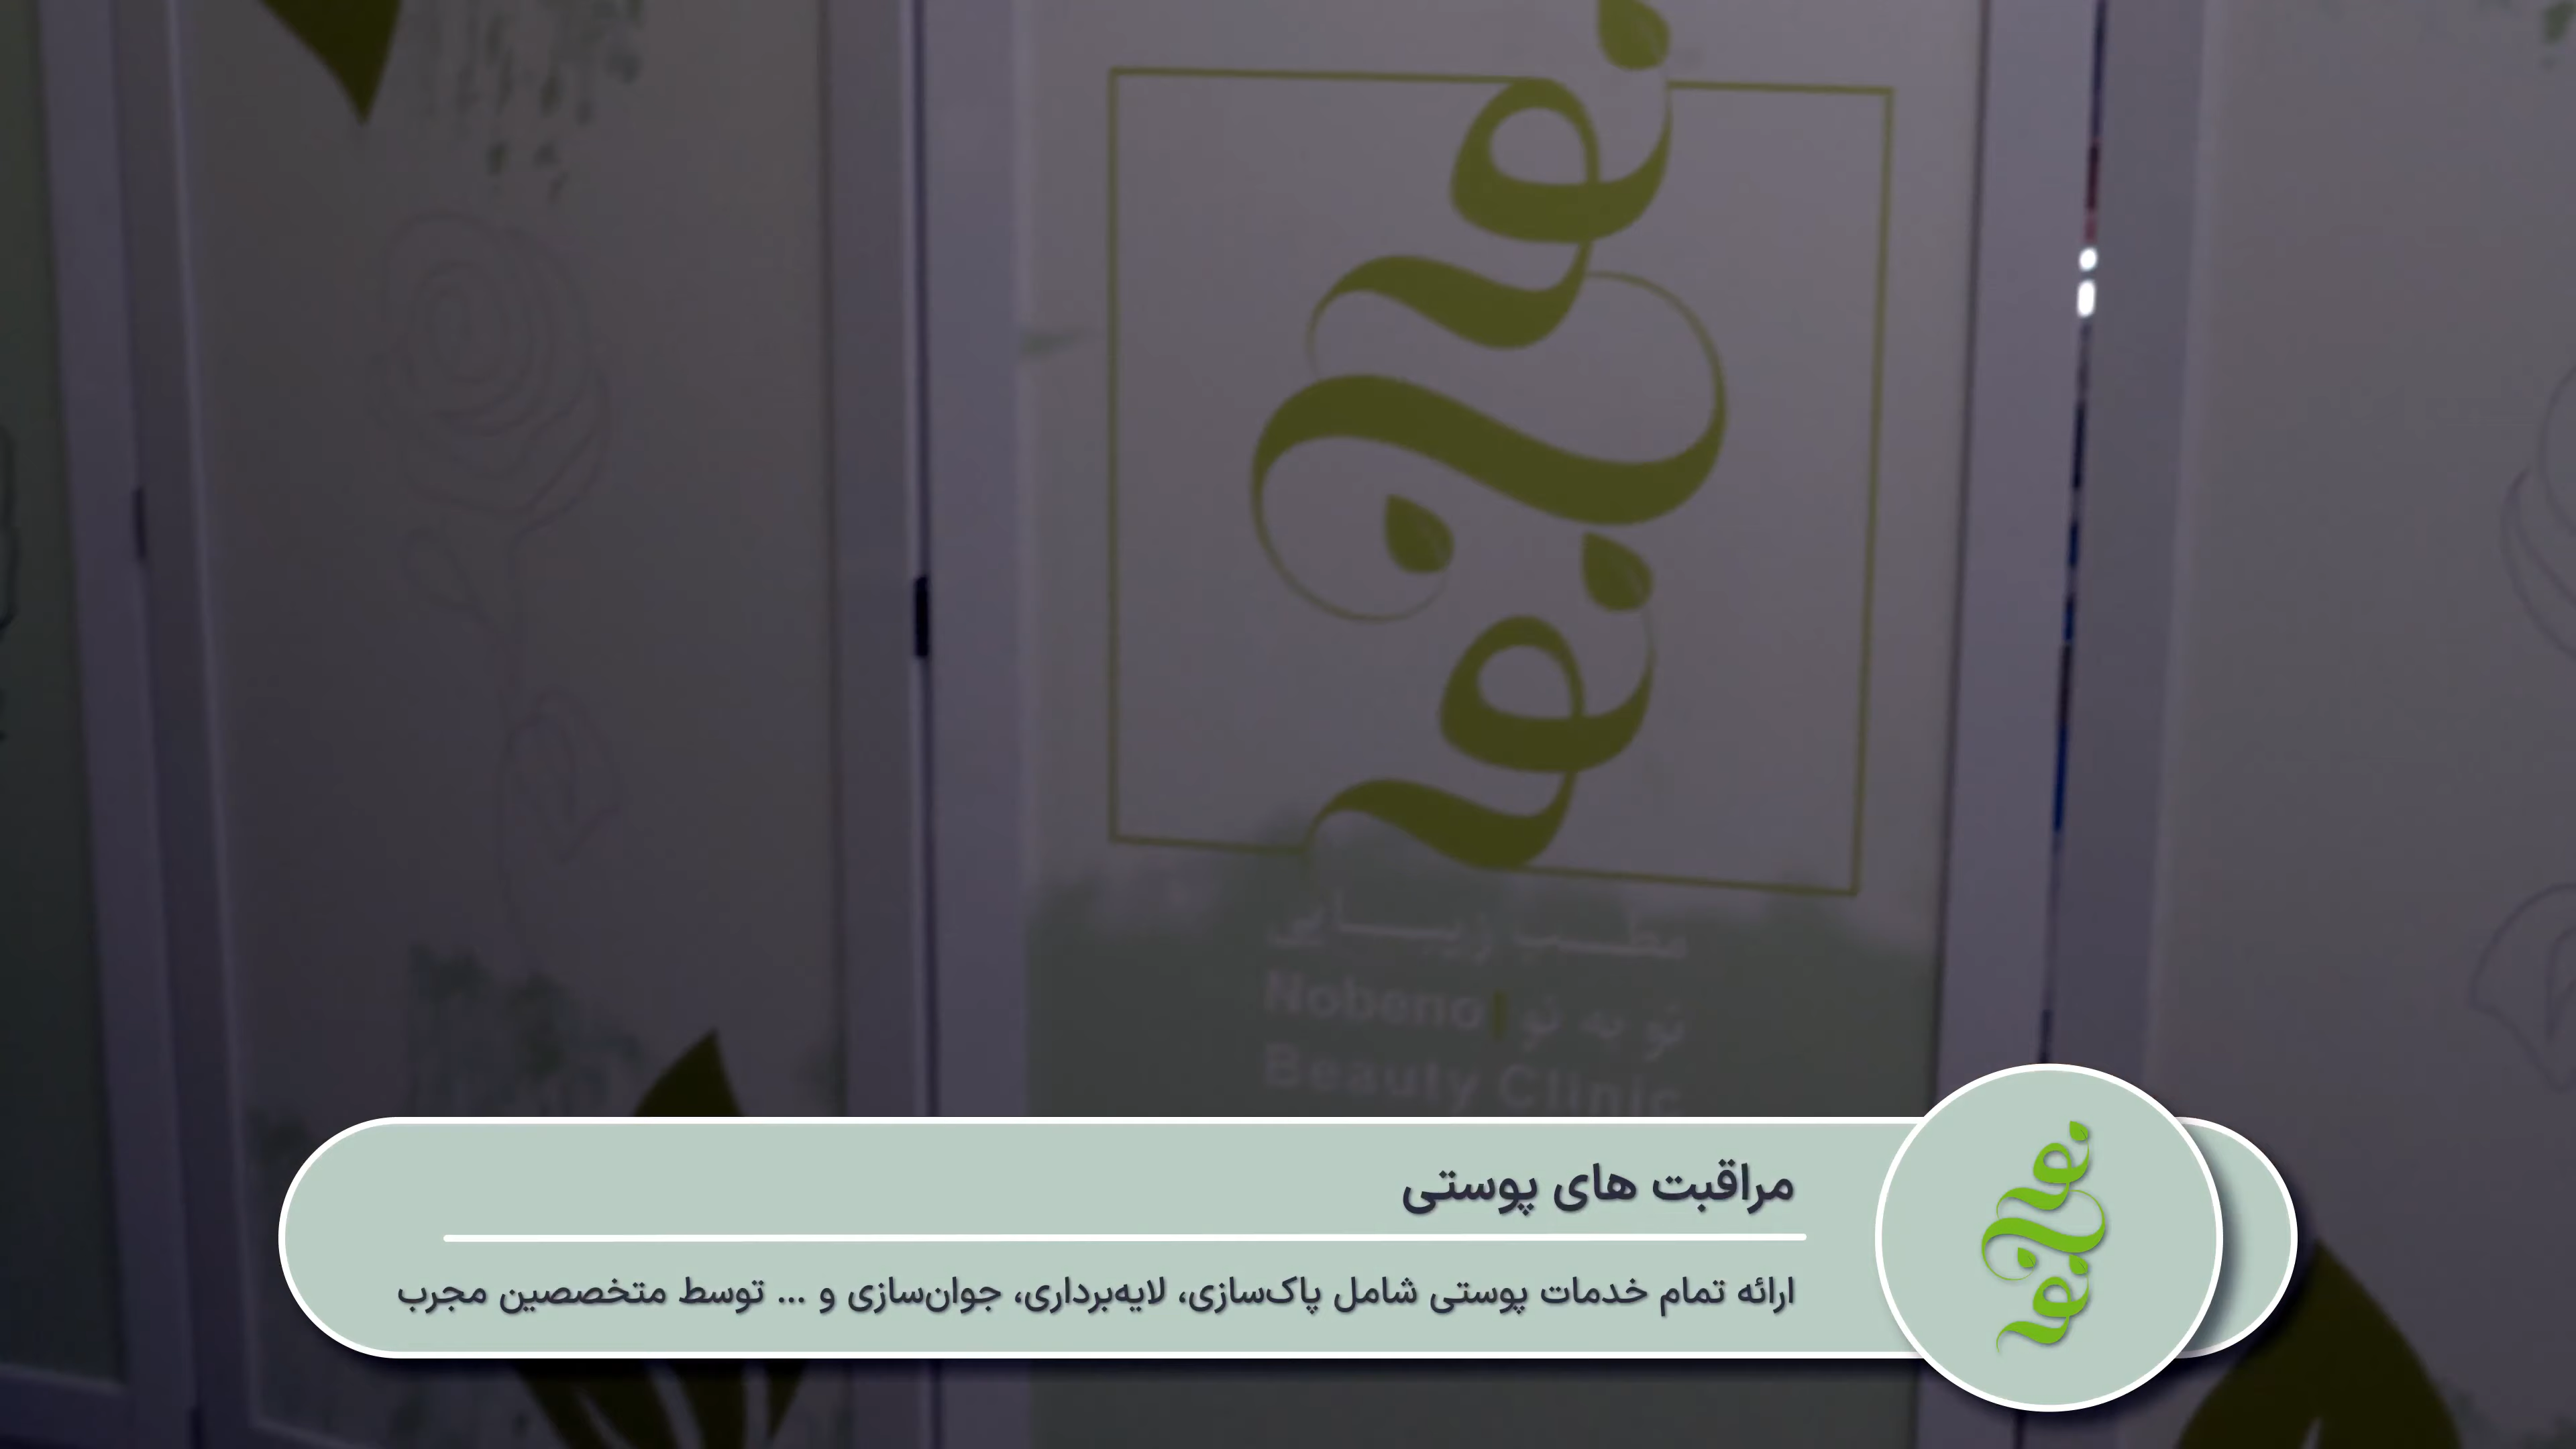 مطب زیبایی
نو به نو | Nobeno
Beauty Clinic
مراقبت های پوستی
ارائه تمام خدمات پوستی شامل پاک‌سازی، لایه‌برداری، جوان‌سازی و ... توسط متخصصین مجرب